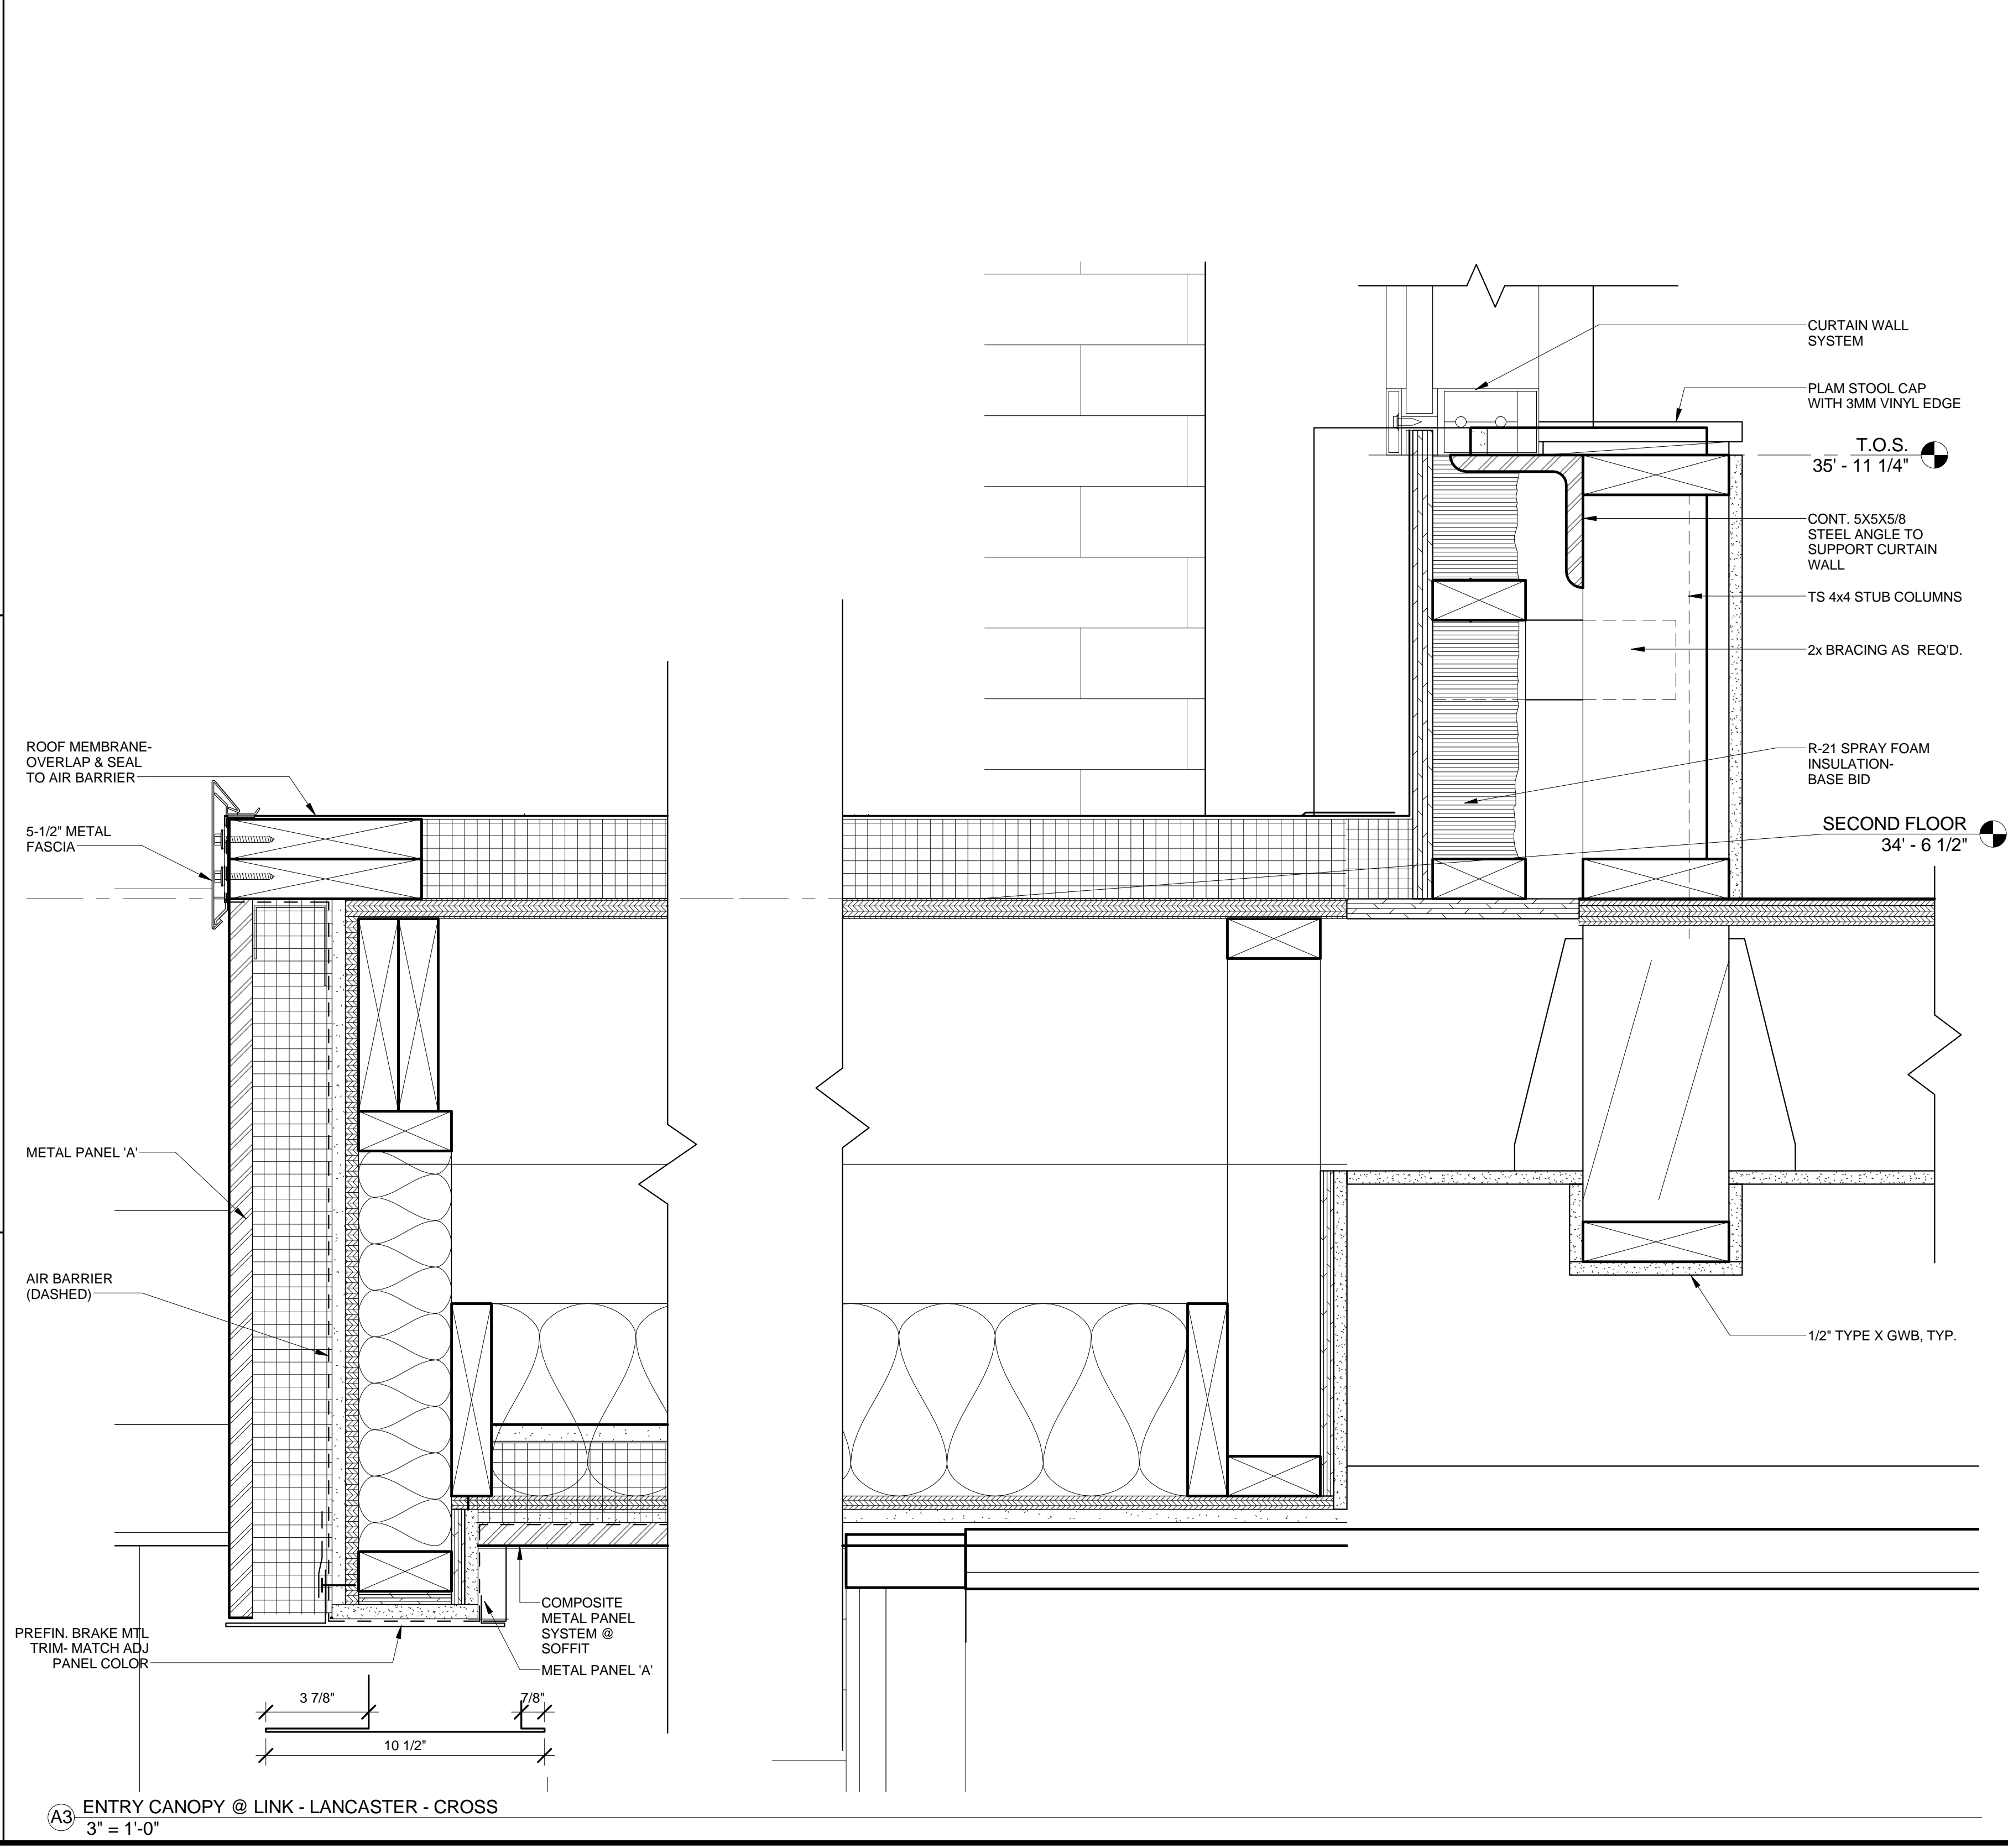 CURTAIN WALL
SYSTEM
PLAM STOOL CAP
WITH 3MM VINYL EDGE
T.O.S.
35' - 11 1/4"
CONT. 5X5X5/8
STEEL ANGLE TO
SUPPORT CURTAIN
WALL
TS 4x4 STUB COLUMNS
2x BRACING AS REQ'D.
R-21 SPRAY FOAM
INSULATION-
BASE BID
SECOND FLOOR
34' - 6 1/2"
ROOF MEMBRANE-
OVERLAP & SEAL
TO AIR BARRIER
5-1/2" METAL
FASCIA
METAL PANEL 'A'
AIR BARRIER
(DASHED)
1/2" TYPE X GWB, TYP.
PREFIN. BRAKE MTL
TRIM- MATCH ADJ
PANEL COLOR
COMPOSITE
METAL PANEL
SYSTEM @
SOFFIT
METAL PANEL 'A'
3 7/8"
7/8"
10 1/2"
A3
ENTRY CANOPY @ LINK - LANCASTER - CROSS
3" = 1'-0"